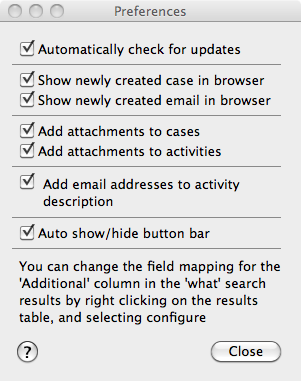 Preferences
Automatically check for updates
Show newly created case in browser
Show newly created email in browser
Add attachments to cases
Add attachments to activities
Add email addresses to activity
description
Auto show/hide button bar
You can change the field mapping for the
'Additional' column in the 'what' search
results by right clicking on the results
table, and selecting configure
? Close